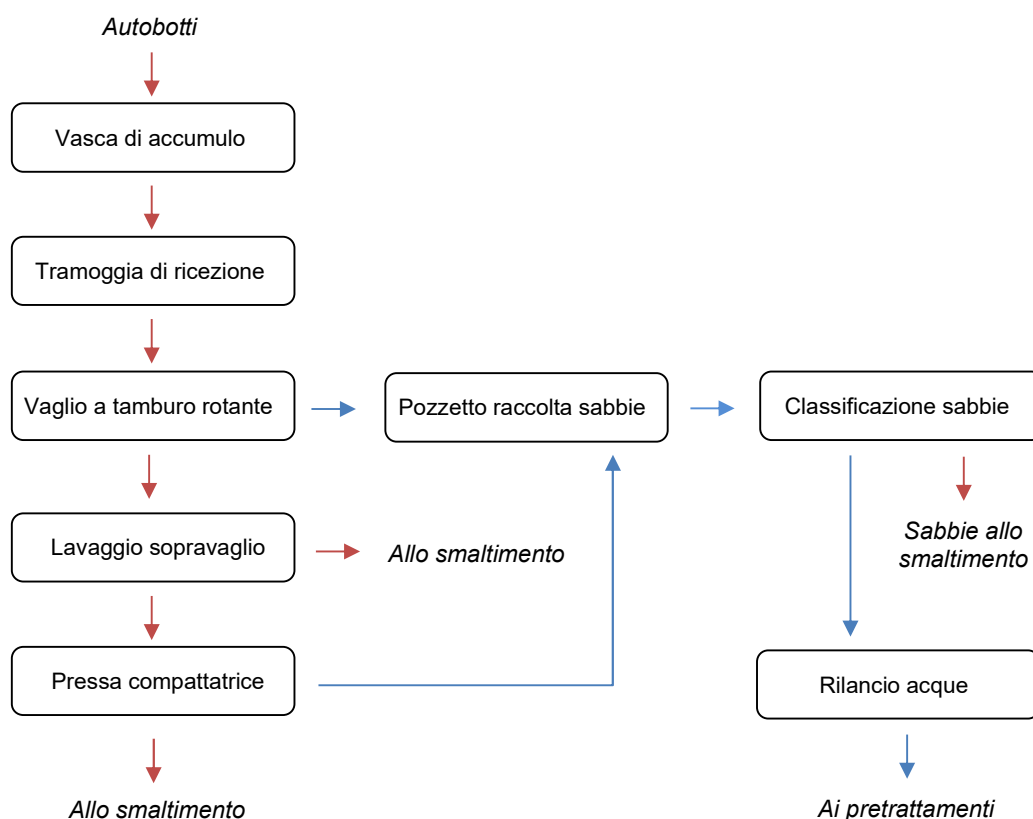 Autobotti
Vasca di accumulo
Tramoggia di ricezione
Vaglio a tamburo rotante
Pozzetto raccolta sabbie
Classificazione sabbie
Lavaggio sopravaglio
Allo smaltimento
Sabbie allo
smaltimento
Pressa compattatrice
Rilancio acque
Allo smaltimento
Ai pretrattamenti